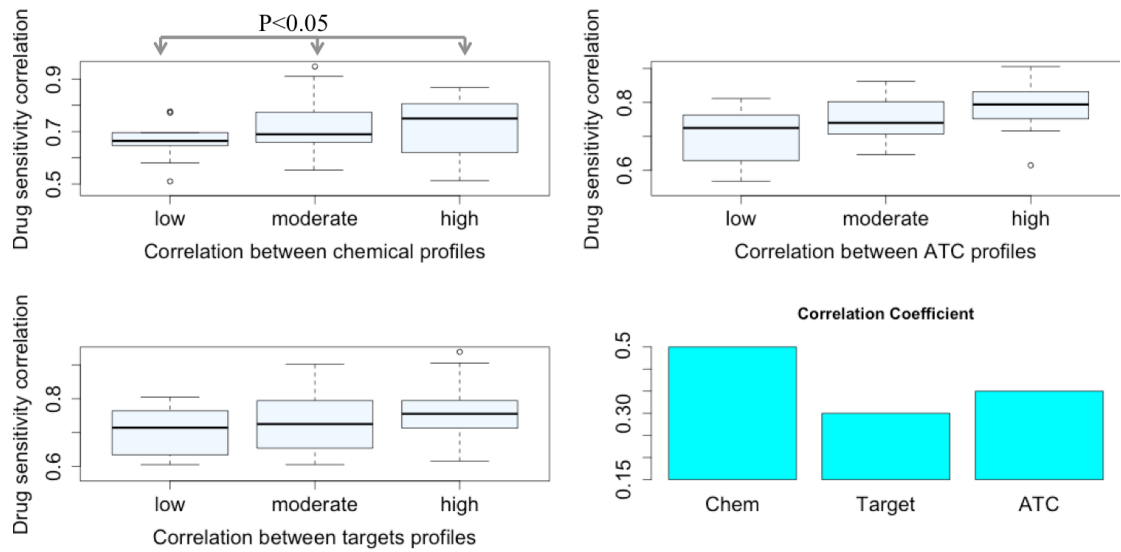 P<0.05
Drug sensitivity correlation
0.9
0.7
0.5
low moderate high
Correlation between chemical profiles
Drug sensitivity correlation
0.8
0.6
low moderate high
Correlation between ATC profiles
Drug sensitivity correlation
0.8
0.6
low moderate high
Correlation between targets profiles
Correlation Coefficient
0.5
0.30
0.15
Chem Target ATC